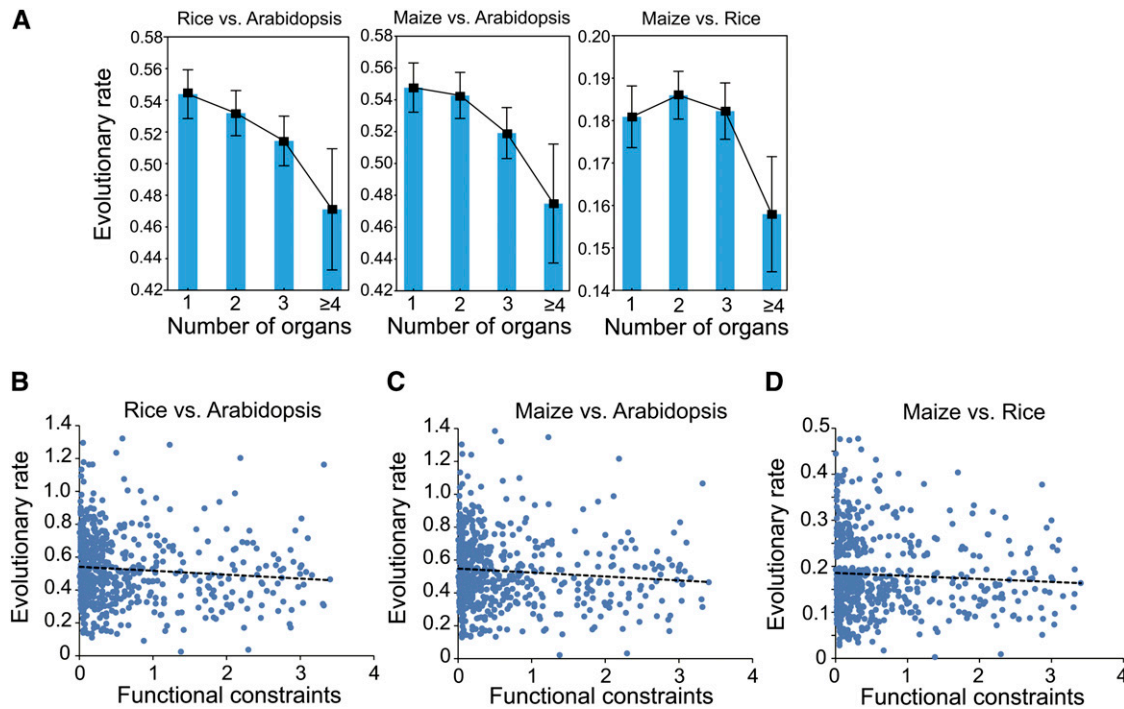 A
Rice vs. Arabidopsis
Maize vs. Arabidopsis
Maize vs. Rice
Evolutionary rate
0.58
0.56
0.54
0.52
0.50
0.48
0.46
0.44
0.42
1 2 3 ≥4
Number of organs
0.58
0.56
0.54
0.52
0.50
0.48
0.46
0.44
0.42
1 2 3 ≥4
Number of organs
0.20
0.19
0.18
0.17
0.16
0.15
0.14
1 2 3 ≥4
Number of organs
B
Rice vs. Arabidopsis
Evolutionary rate
1.4
1.2
1.0
0.8
0.6
0.4
0.2
0
0 1 2 3 4
Functional constraints
C
Maize vs. Arabidopsis
Evolutionary rate
1.4
1.2
1.0
0.8
0.6
0.4
0.2
0
0 1 2 3 4
Functional constraints
D
Maize vs. Rice
Evolutionary rate
0.5
0.4
0.3
0.2
0.1
0
0 1 2 3 4
Functional constraints